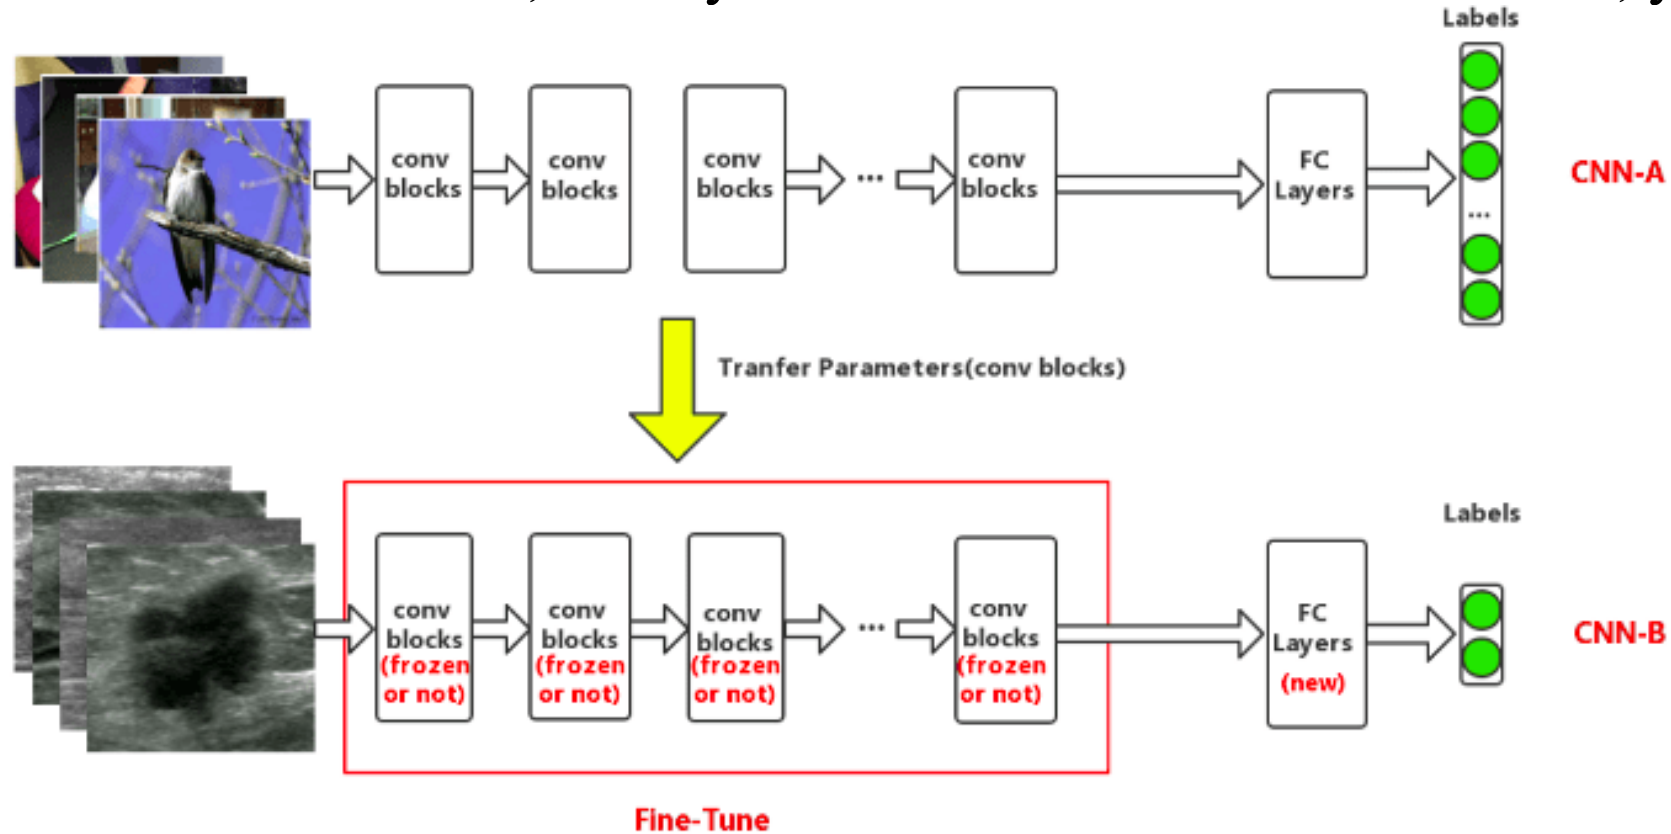 Labels
conv
blocks
conv
blocks
conv
blocks
...
conv
blocks
FC
Layers
...
CNN-A
Tranfer Parameters(conv blocks)
Labels
conv
blocks
(frozen
or not)
conv
blocks
(frozen
or not)
conv
blocks
(frozen
or not)
...
conv
blocks
(frozen
or not)
FC
Layers
(new)
CNN-B
Fine-Tune